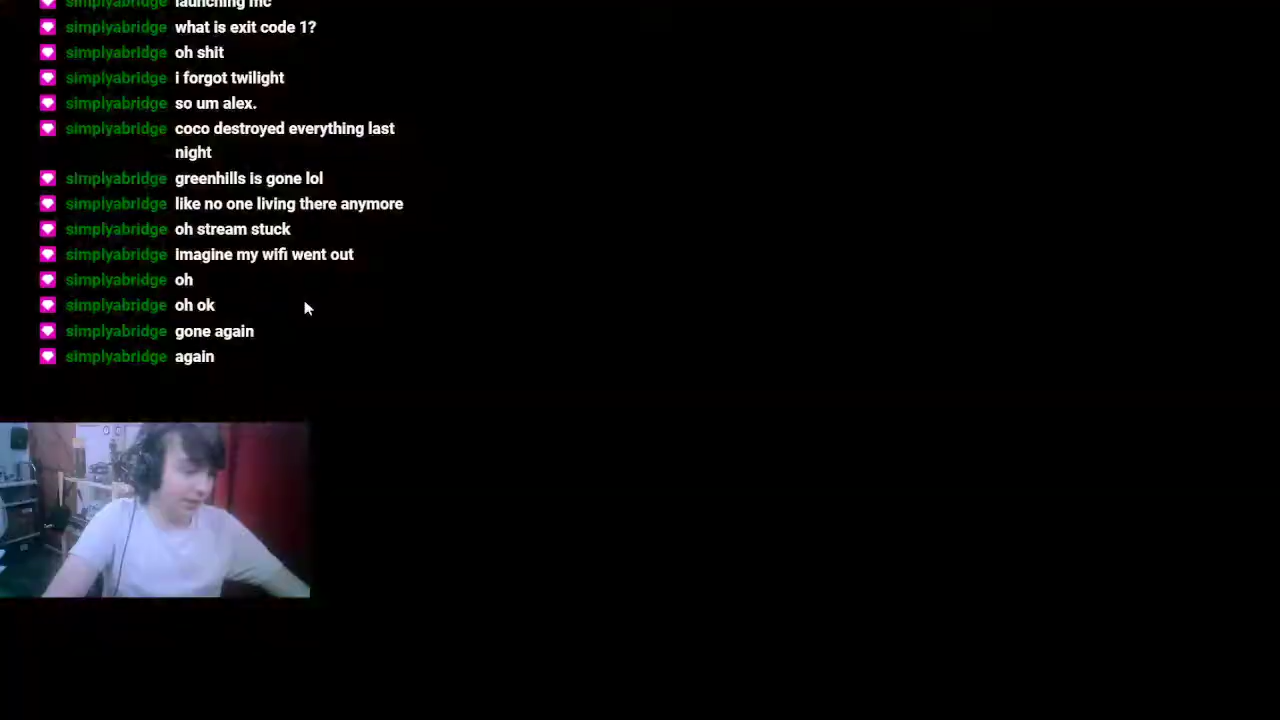 simplyabridge launching mc
simplyabridge what is exit code 1?
simplyabridge oh shit
simplyabridge i forgot twilight
simplyabridge so um alex.
simplyabridge coco destroyed everything last
night
simplyabridge greenhills is gone lol
simplyabridge like no one living there anymore
simplyabridge oh stream stuck
simplyabridge imagine my wifi went out
simplyabridge oh
simplyabridge oh ok
simplyabridge gone again
simplyabridge again